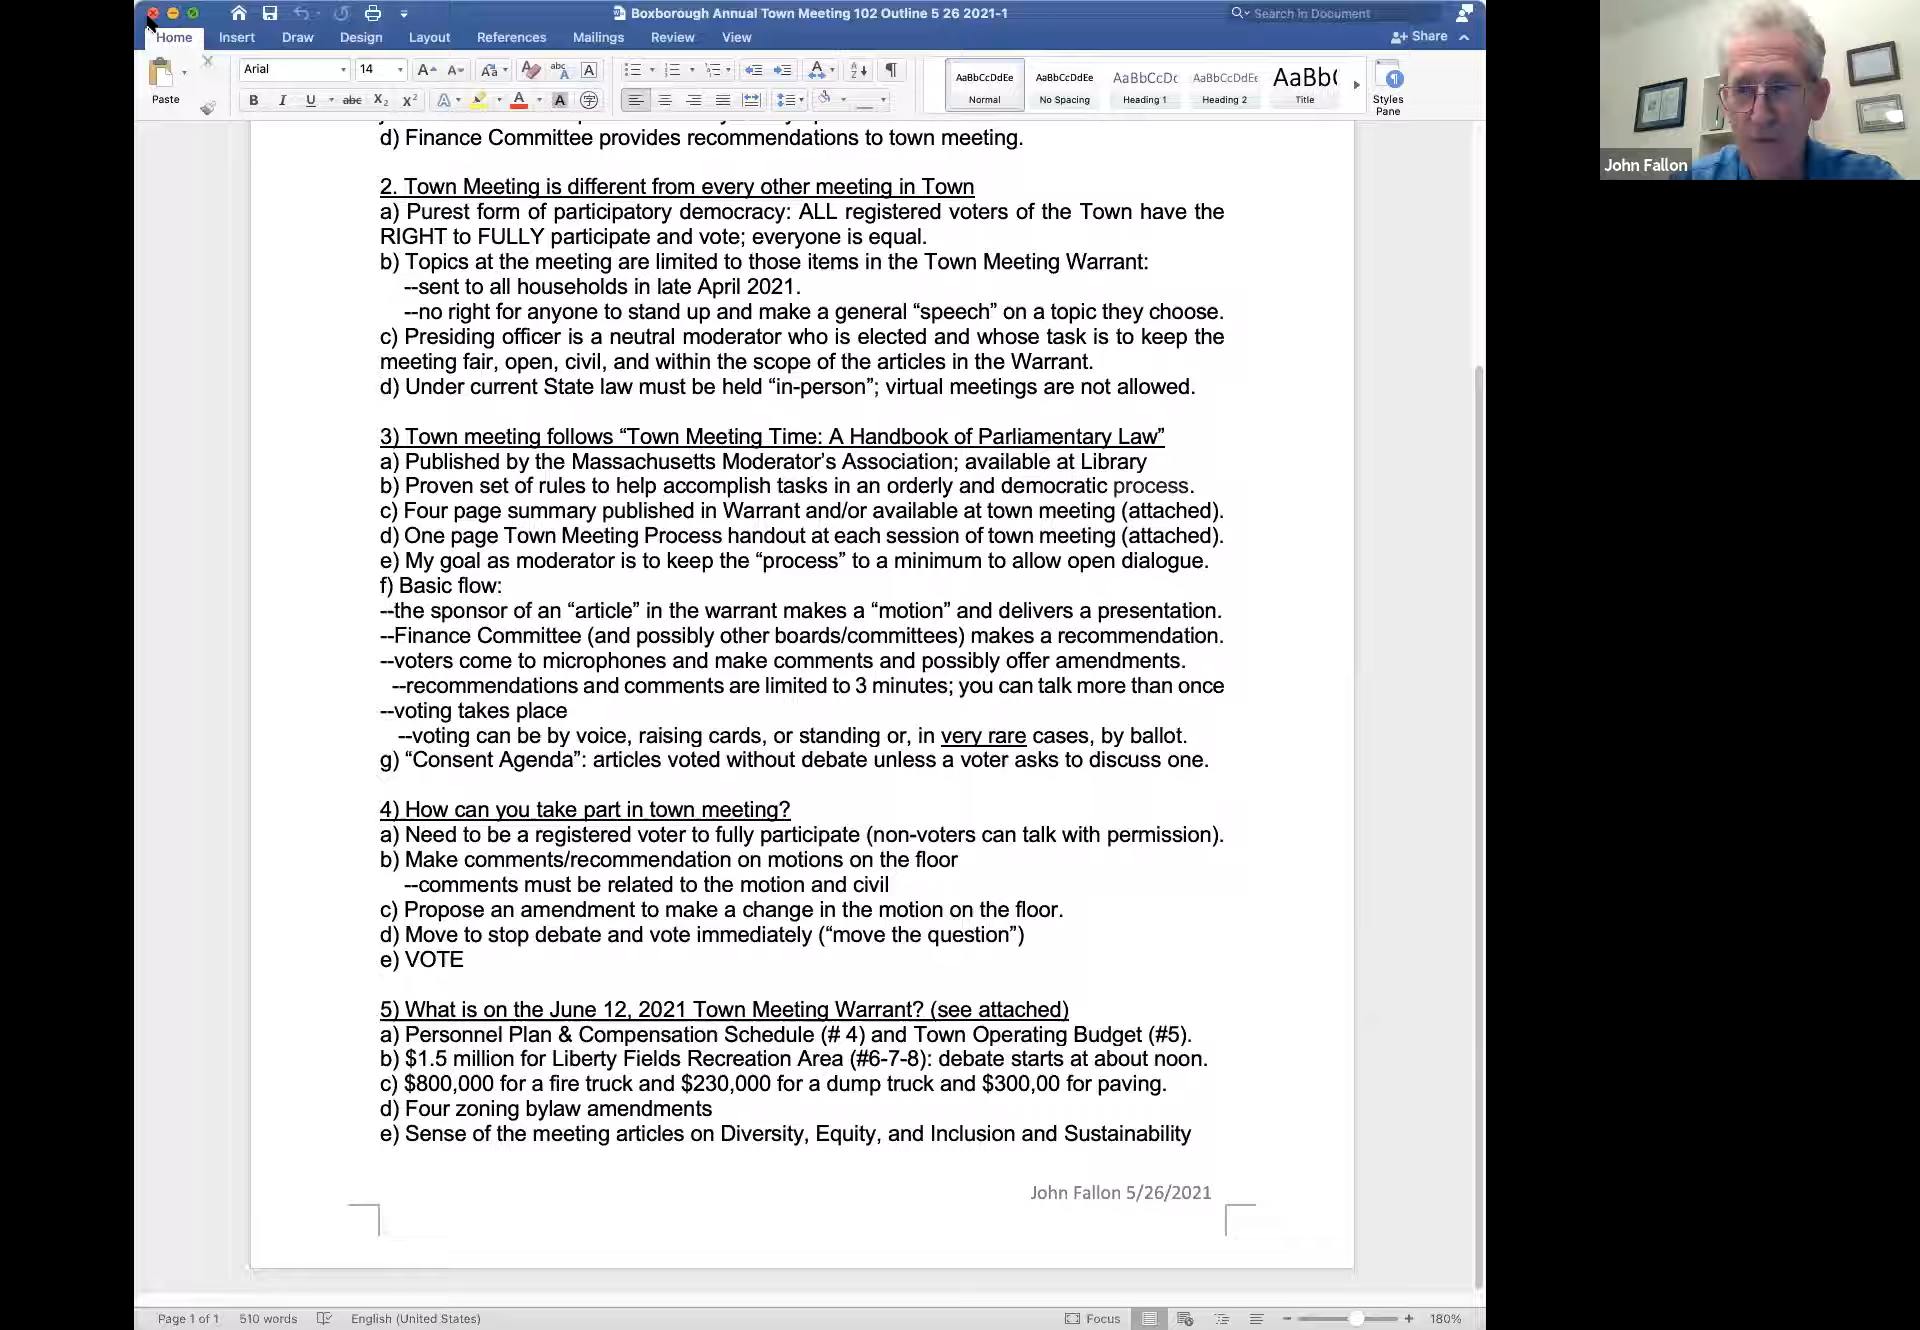 Boxborough Annual Town Meeting 102 Outline 5 26 2021-1
Search in Document
Home Insert Draw Design Layout References Mailings Review View
Share
Paste
Arial 14
AaBbCcDdEe AaBbCcDdEe AaBbCcDc AaBbCcDdEe AaBb(
Normal No Spacing Heading 1 Heading 2 Title
Styles Pane
d) Finance Committee provides recommendations to town meeting.
2. Town Meeting is different from every other meeting in Town
a) Purest form of participatory democracy: ALL registered voters of the Town have the
RIGHT to FULLY participate and vote; everyone is equal.
b) Topics at the meeting are limited to those items in the Town Meeting Warrant:
--sent to all households in late April 2021.
--no right for anyone to stand up and make a general “speech” on a topic they choose.
c) Presiding officer is a neutral moderator who is elected and whose task is to keep the
meeting fair, open, civil, and within the scope of the articles in the Warrant.
d) Under current State law must be held “in-person”; virtual meetings are not allowed.
3) Town meeting follows “Town Meeting Time: A Handbook of Parliamentary Law”
a) Published by the Massachusetts Moderator’s Association; available at Library
b) Proven set of rules to help accomplish tasks in an orderly and democratic process.
c) Four page summary published in Warrant and/or available at town meeting (attached).
d) One page Town Meeting Process handout at each session of town meeting (attached).
e) My goal as moderator is to keep the “process” to a minimum to allow open dialogue.
f) Basic flow:
--the sponsor of an “article” in the warrant makes a “motion” and delivers a presentation.
--Finance Committee (and possibly other boards/committees) makes a recommendation.
--voters come to microphones and make comments and possibly offer amendments.
--recommendations and comments are limited to 3 minutes; you can talk more than once
--voting takes place
--voting can be by voice, raising cards, or standing or, in very rare cases, by ballot.
g) “Consent Agenda”: articles voted without debate unless a voter asks to discuss one.
4) How can you take part in town meeting?
a) Need to be a registered voter to fully participate (non-voters can talk with permission).
b) Make comments/recommendation on motions on the floor
--comments must be related to the motion and civil
c) Propose an amendment to make a change in the motion on the floor.
d) Move to stop debate and vote immediately (“move the question”)
e) VOTE
5) What is on the June 12, 2021 Town Meeting Warrant? (see attached)
a) Personnel Plan & Compensation Schedule (# 4) and Town Operating Budget (#5).
b) $1.5 million for Liberty Fields Recreation Area (#6-7-8): debate starts at about noon.
c) $800,000 for a fire truck and $230,000 for a dump truck and $300,00 for paving.
d) Four zoning bylaw amendments
e) Sense of the meeting articles on Diversity, Equity, and Inclusion and Sustainability
John Fallon 5/26/2021
Page 1 of 1 510 words English (United States) Focus 180%
John Fallon